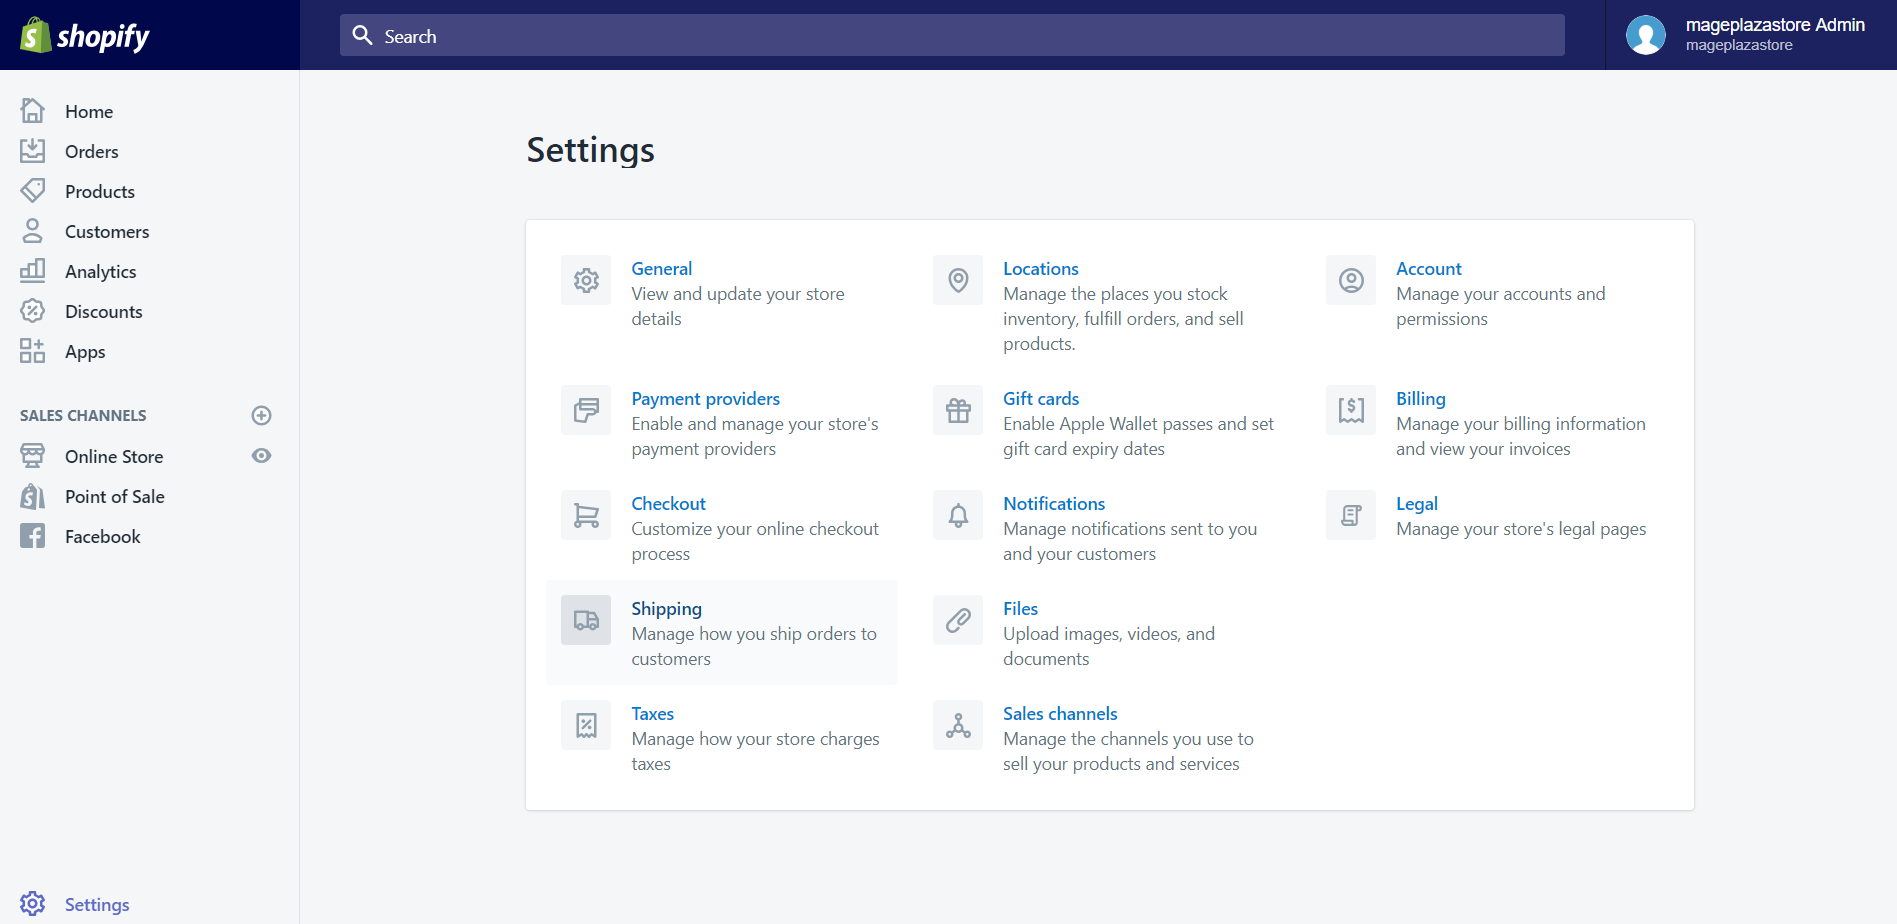 shopify
Search
mageplazastore Admin
mageplazastore
Home
Orders
Products
Customers
Analytics
Discounts
Apps
SALES CHANNELS
Online Store
Point of Sale
Facebook
Settings
Settings
General
View and update your store
details
Locations
Manage the places you stock
inventory, fulfill orders, and sell
products.
Account
Manage your accounts and
permissions
Payment providers
Enable and manage your store's
payment providers
Gift cards
Enable Apple Wallet passes and set
gift card expiry dates
Billing
Manage your billing information
and view your invoices
Checkout
Customize your online checkout
process
Notifications
Manage notifications sent to you
and your customers
Legal
Manage your store's legal pages
Shipping
Manage how you ship orders to
customers
Files
Upload images, videos, and
documents
Taxes
Manage how your store charges
taxes
Sales channels
Manage the channels you use to
sell your products and services